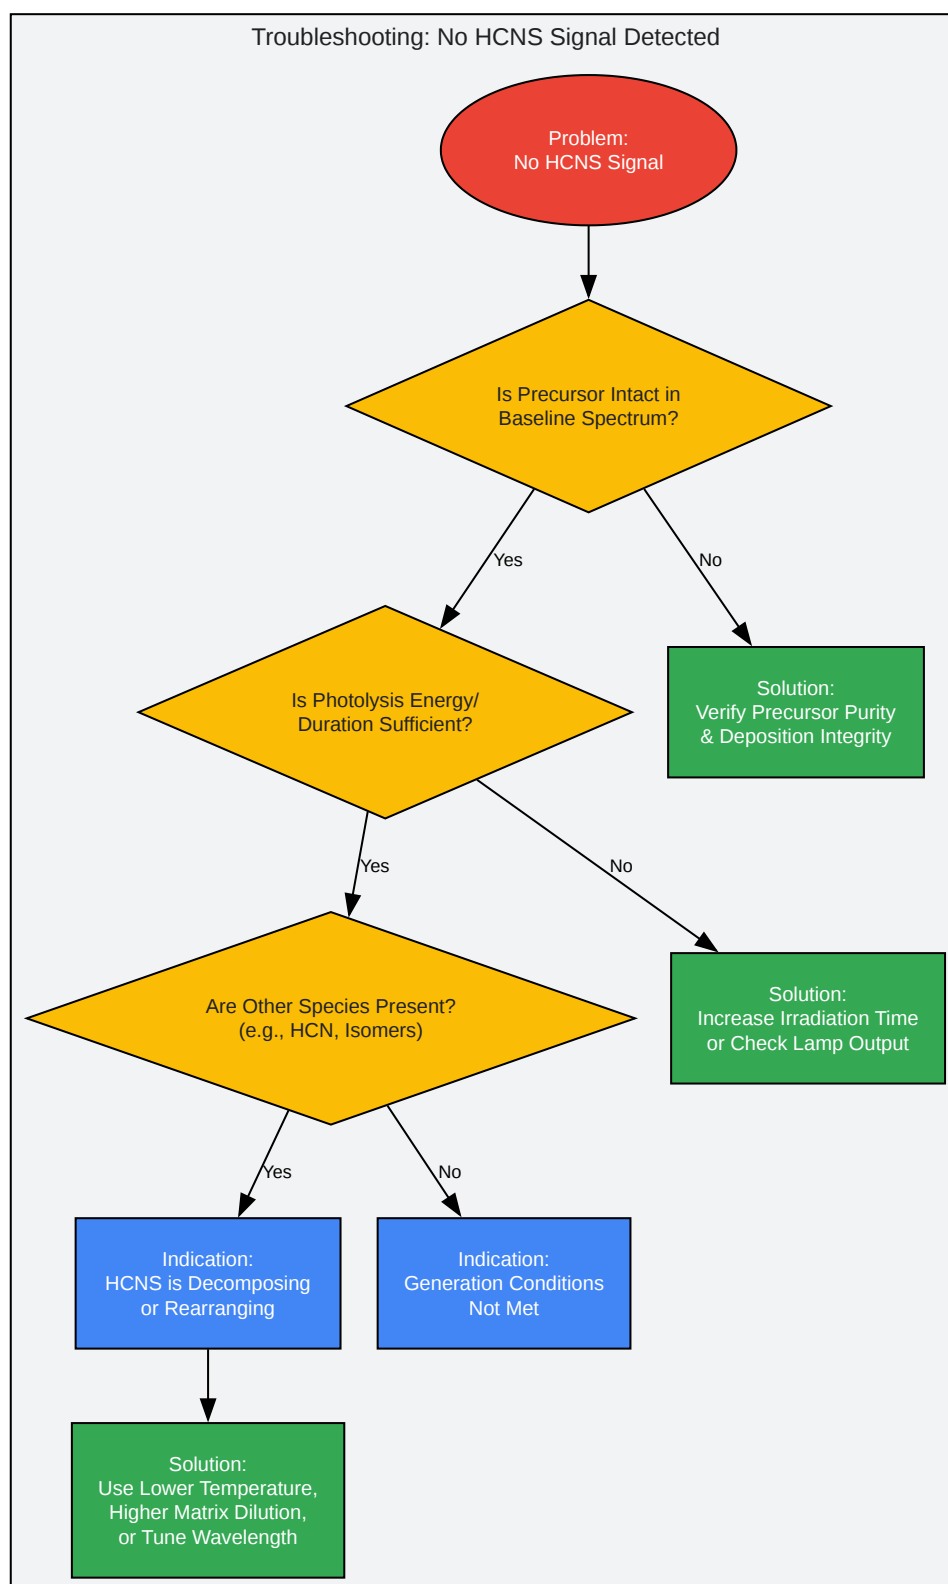 Troubleshooting: No HCNS Signal Detected
Problem:
No HCNS Signal
Is Precursor Intact in
Baseline Spectrum?
Yes
No
Is Photolysis Energy/
Duration Sufficient?
Solution:
Verify Precursor Purity
& Deposition Integrity
Yes
No
Are Other Species Present?
(e.g., HCN, Isomers)
Solution:
Increase Irradiation Time
or Check Lamp Output
Yes
No
Indication:
HCNS is Decomposing
or Rearranging
Indication:
Generation Conditions
Not Met
Solution:
Use Lower Temperature,
Higher Matrix Dilution,
or Tune Wavelength